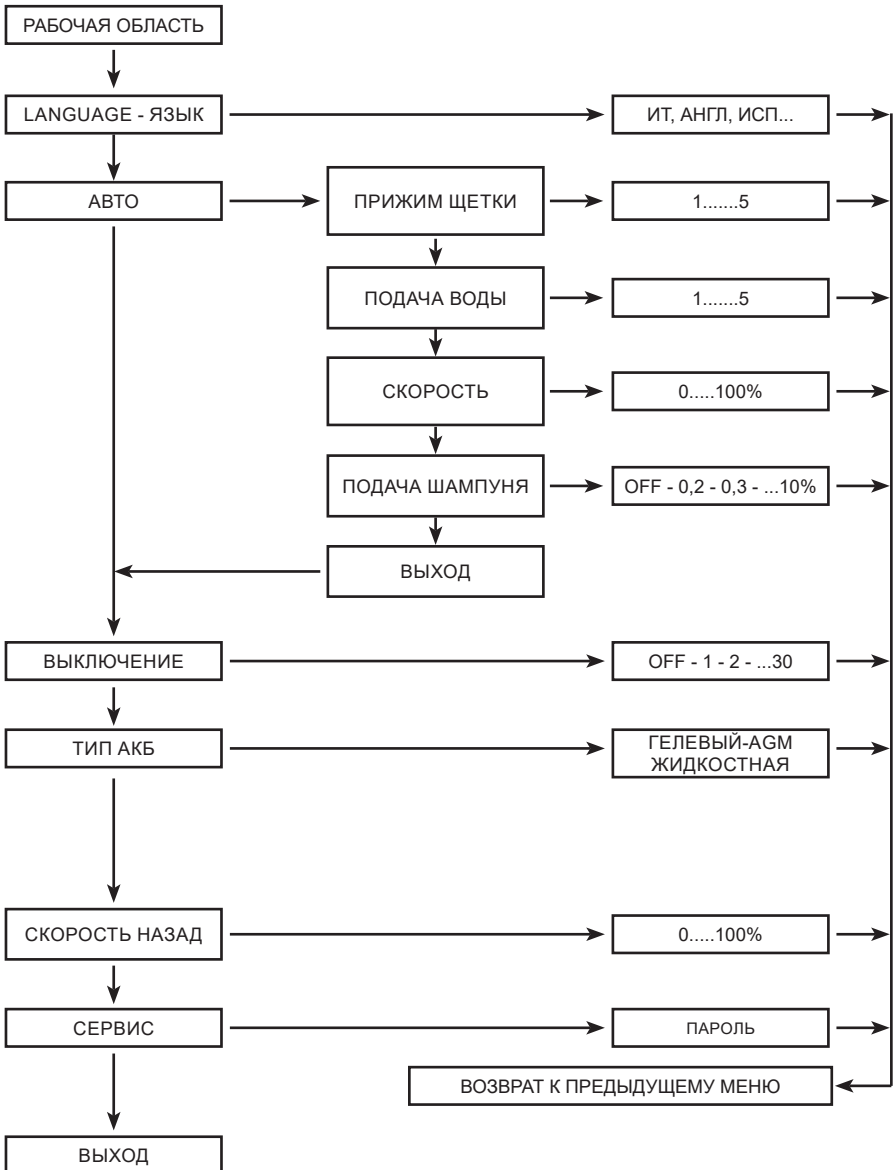 РАБОЧАЯ ОБЛАСТЬ
LANGUAGE - ЯЗЫК
ИТ, АНГЛ, ИСП...
АВТО
ПРИЖИМ ЩЕТКИ
1.......5
ПОДАЧА ВОДЫ
1.......5
СКОРОСТЬ
0.....100%
ПОДАЧА ШАМПУНЯ
OFF - 0,2 - 0,3 - ...10%
ВЫХОД
ВЫКЛЮЧЕНИЕ
OFF - 1 - 2 - ...30
ТИП АКБ
ГЕЛЕВЫЙ-AGM
ЖИДКОСТНАЯ
СКОРОСТЬ НАЗАД
0.....100%
СЕРВИС
ПАРОЛЬ
ВОЗВРАТ К ПРЕДЫДУЩЕМУ МЕНЮ
ВЫХОД